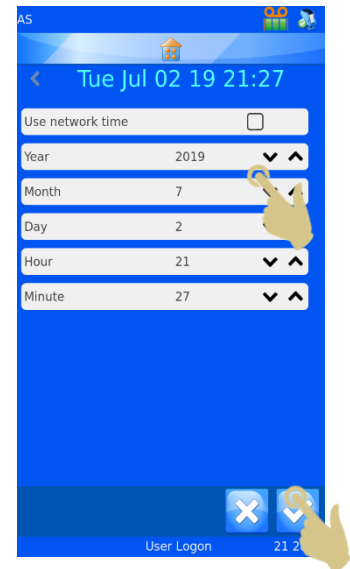 AS
Tue Jul 02 19 21:27
Use network time
Year 2019
Month 7
Day 2
Hour 21
Minute 27
User Logon 21